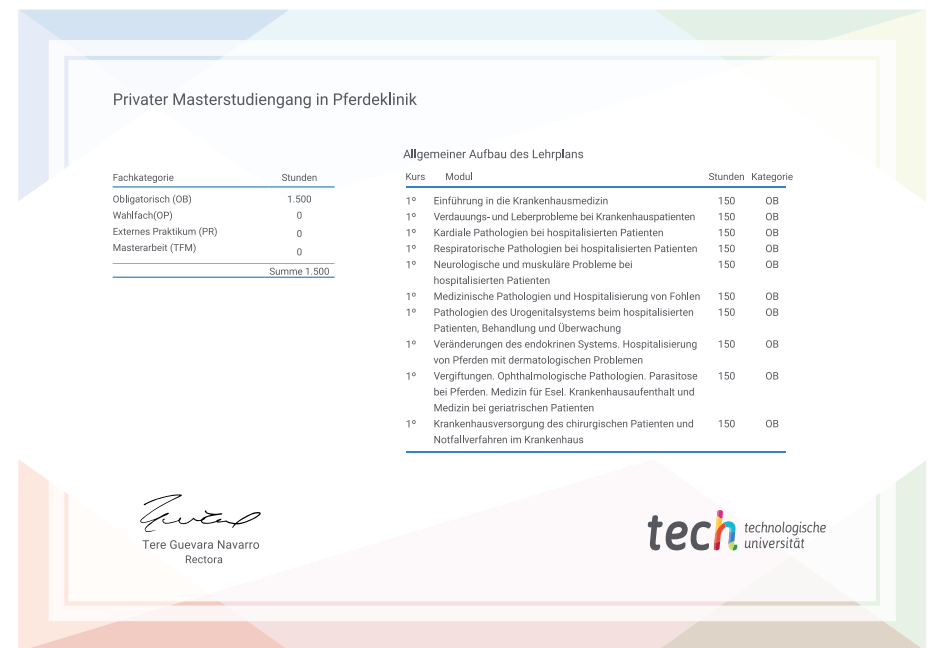 Privater Masterstudiengang in Pferdeklinik
Fachkategorie Stunden
Obligatorisch (OB) 1.500
Wahlfach(OP) 0
Externes Praktikum (PR) 0
Masterarbeit (TFM) 0
Summe 1.500
Allgemeiner Aufbau des Lehrplans
Kurs Modul Stunden Kategorie
1º Einführung in die Krankenhausmedizin 150 OB
1º Verdauungs- und Leberprobleme bei Krankenhauspatienten 150 OB
1º Kardiale Pathologien bei hospitalisierten Patienten 150 OB
1º Respiratorische Pathologien bei hospitalisierten Patienten 150 OB
1º Neurologische und muskuläre Probleme bei 150 OB
hospitalisierten Patienten
1º Medizinische Pathologien und Hospitalisierung von Fohlen 150 OB
1º Pathologien des Urogenitalsystems beim hospitalisierten 150 OB
Patienten, Behandlung und Überwachung
1º Veränderungen des endokrinen Systems. Hospitalisierung 150 OB
von Pferden mit dermatologischen Problemen
1º Vergiftungen. Ophthalmologische Pathologien. Parasitose 150 OB
bei Pferden. Medizin für Esel. Krankenhausaufenthalt und
Medizin bei geriatrischen Patienten
1º Krankenhausversorgung des chirurgischen Patienten und 150 OB
Notfallverfahren im Krankenhaus
Tere Guevara Navarro
Rectora
tech technologische
universität